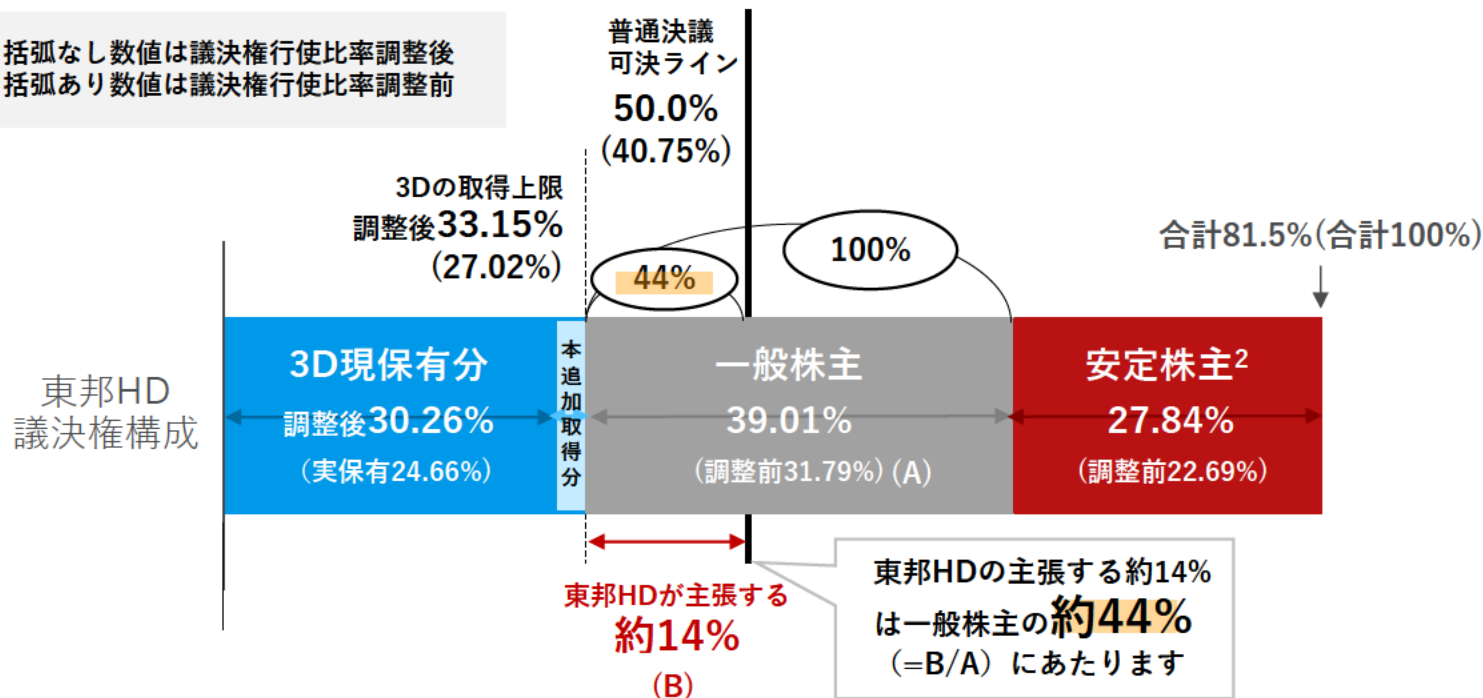 括弧なし数値は議決権行使比率調整後
括弧あり数値は議決権行使比率調整前
普通決議
可決ライン
50.0%
(40.75%)
3Dの取得上限
調整後33.15%
(27.02%)
44%
100%
合計81.5%(合計100%)
東邦HD
議決権構成
3D現保有分
調整後30.26%
(実保有24.66%)
本追加取得分
一般株主
39.01%
(調整前31.79%) (A)
安定株主2
27.84%
(調整前22.69%)
東邦HDが主張する
約14%
(B)
東邦HDの主張する約14%
は一般株主の約44%
(=B/A) にあたります